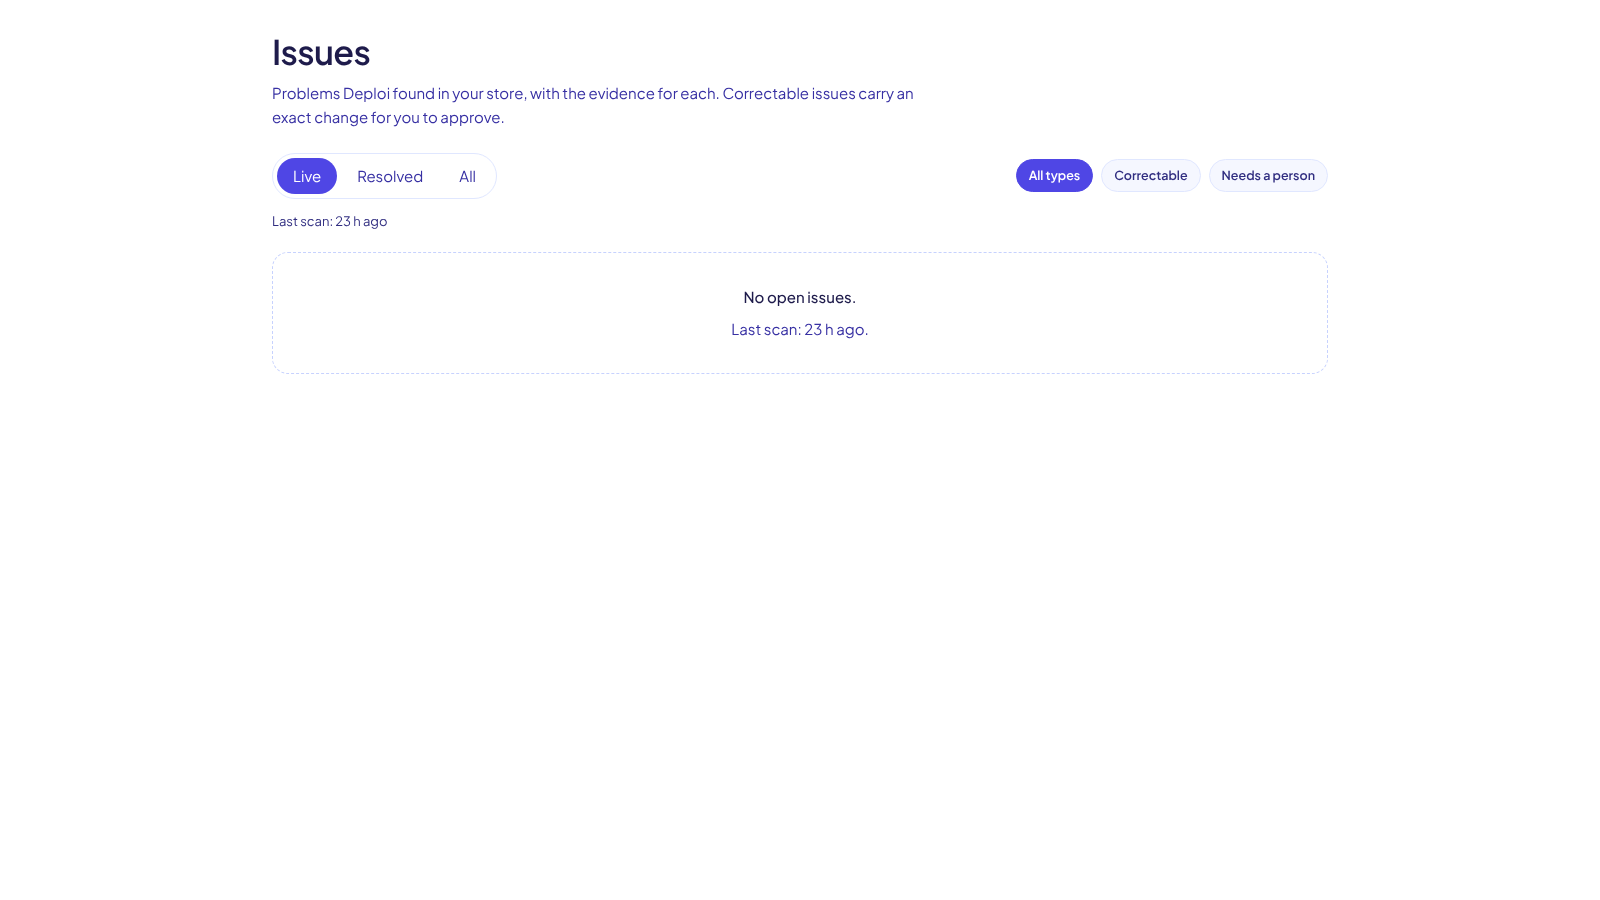 Issues
Problems Deploi found in your store, with the evidence for each. Correctable issues carry an
exact change for you to approve.
Live
Resolved
All
All types
Correctable
Needs a person
Last scan: 23 h ago
No open issues.
Last scan: 23 h ago.